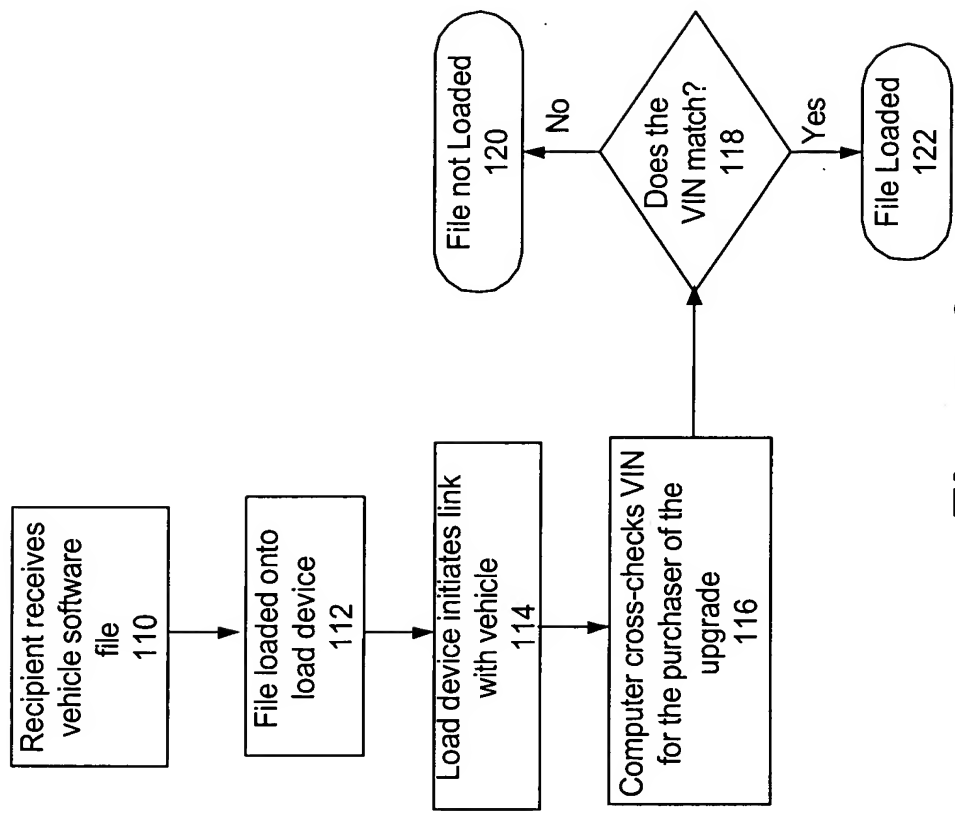 Recipient receives
vehicle software
file
110
File loaded onto
load device
112
Load device initiates link
with vehicle
114
Computer cross-checks VIN
for the purchaser of the
upgrade
116
Does the
VIN match?
118
No
File not Loaded
120
Yes
File Loaded
122